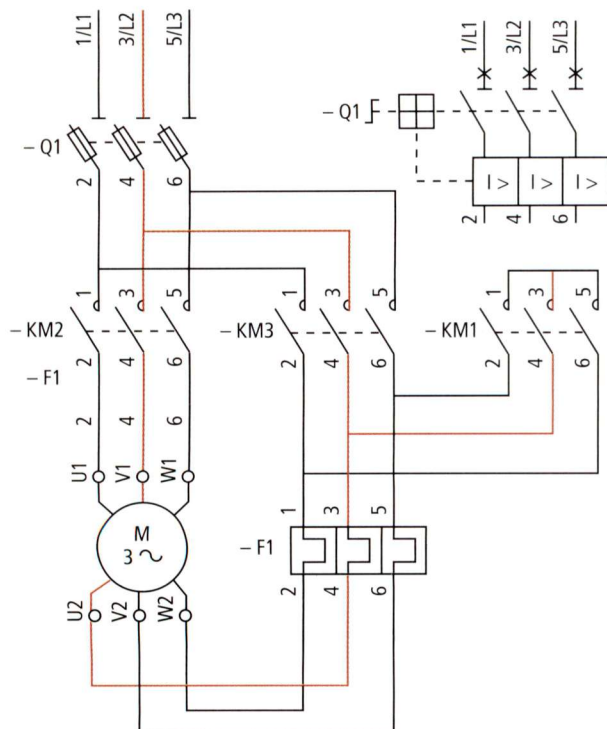 1/L1 3/L2 5/L3
1/L1 3/L2 5/L3
– Q1
2 4 6
– Q1
I > I > I >
2 4 6
1 3 5
– KM2
2 4 6
1 3 5
– KM3
2 4 6
1 3 5
– KM1
2 4 6
– F1
2 4 6
U1 V1 W1
M
3 ~
1 3 5
– F1
2 4 6
U2 V2 W2